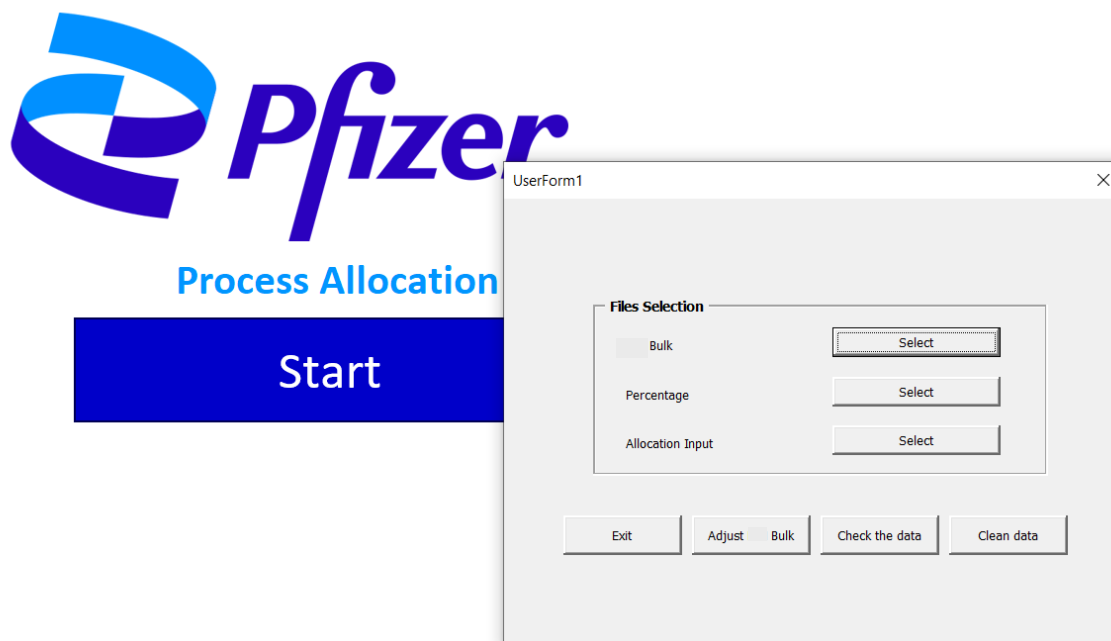 Pfizer
Process Allocation
Start
UserForm1
Files Selection
Bulk
Select
Percentage
Select
Allocation Input
Select
Exit
Adjust Bulk
Check the data
Clean data